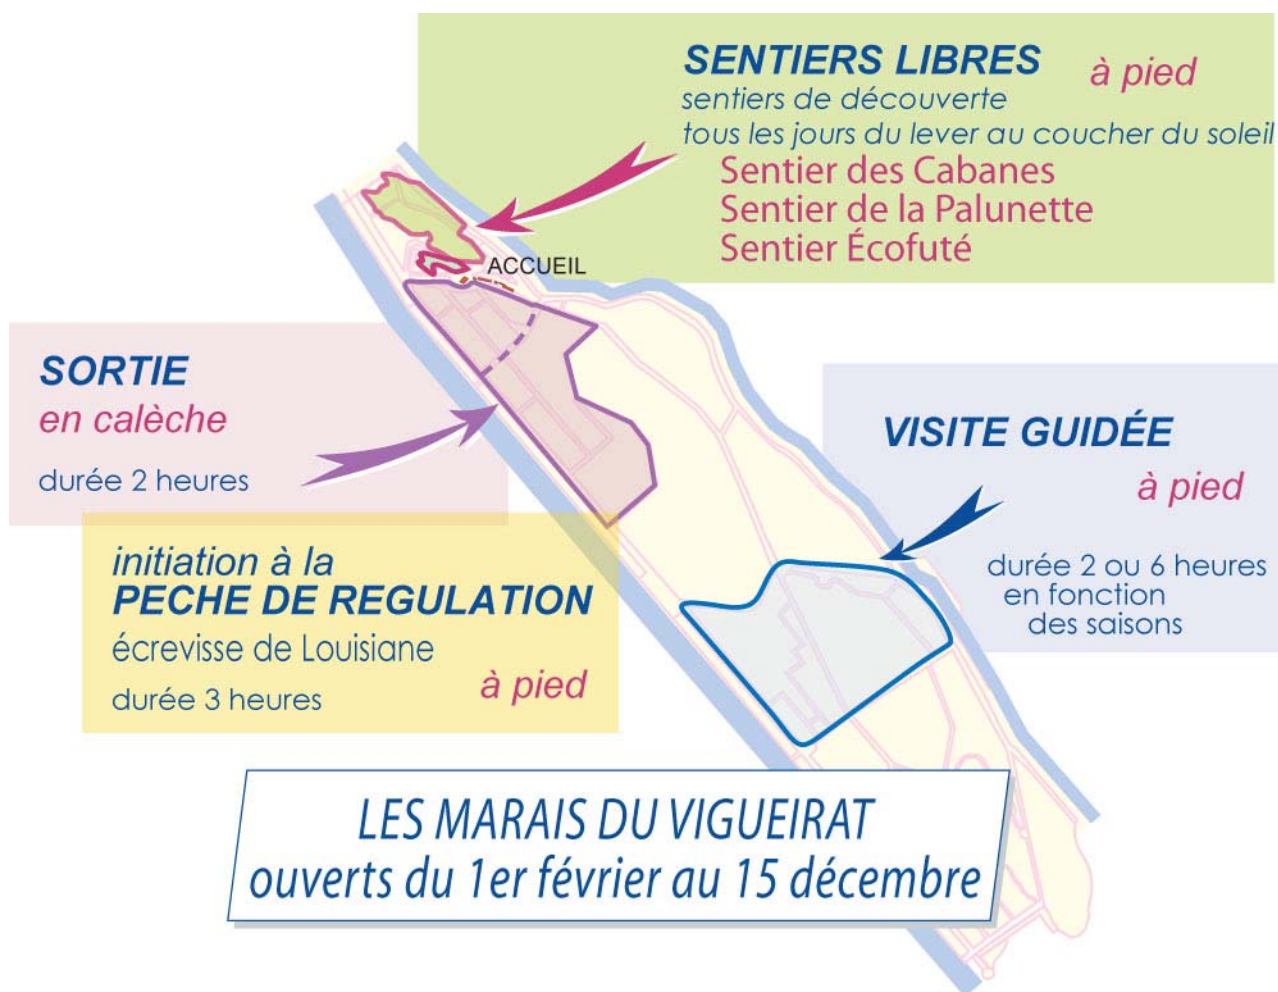 SENTIERS LIBRES à pied
sentiers de découverte
tous les jours du lever au coucher du soleil
Sentier des Cabanes
Sentier de la Palunette
Sentier Écofuté
ACCUEIL
SORTIE
en calèche
durée 2 heures
VISITE GUIDÉE
à pied
durée 2 ou 6 heures
en fonction
des saisons
initiation à la
PECHE DE REGULATION
écrevisse de Louisiane
à pied
durée 3 heures
LES MARAIS DU VIGUEIRAT
ouverts du 1er février au 15 décembre